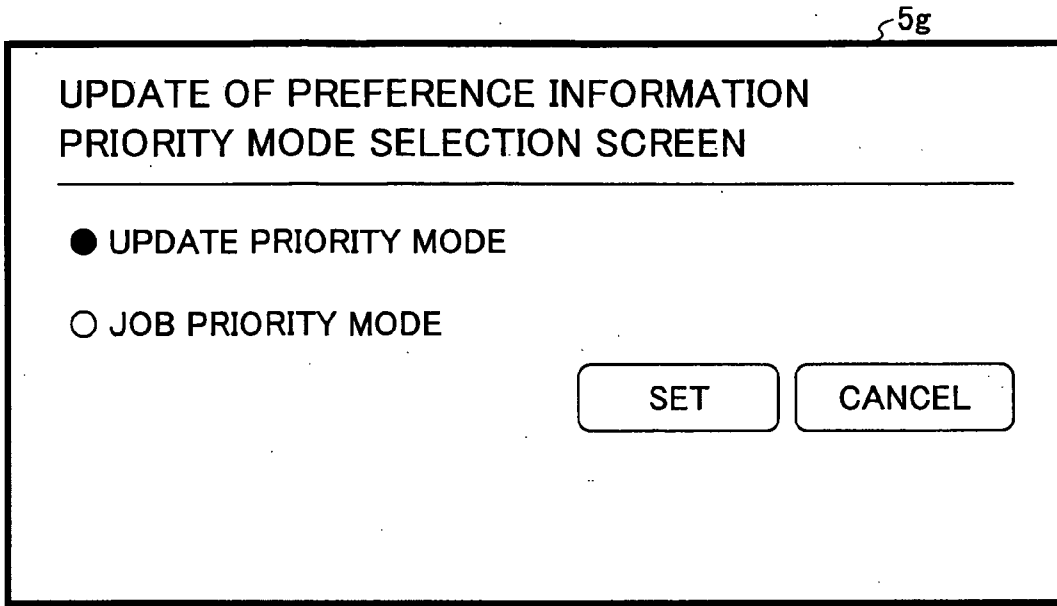 5g
UPDATE OF PREFERENCE INFORMATION
PRIORITY MODE SELECTION SCREEN
UPDATE PRIORITY MODE
JOB PRIORITY MODE
SET CANCEL